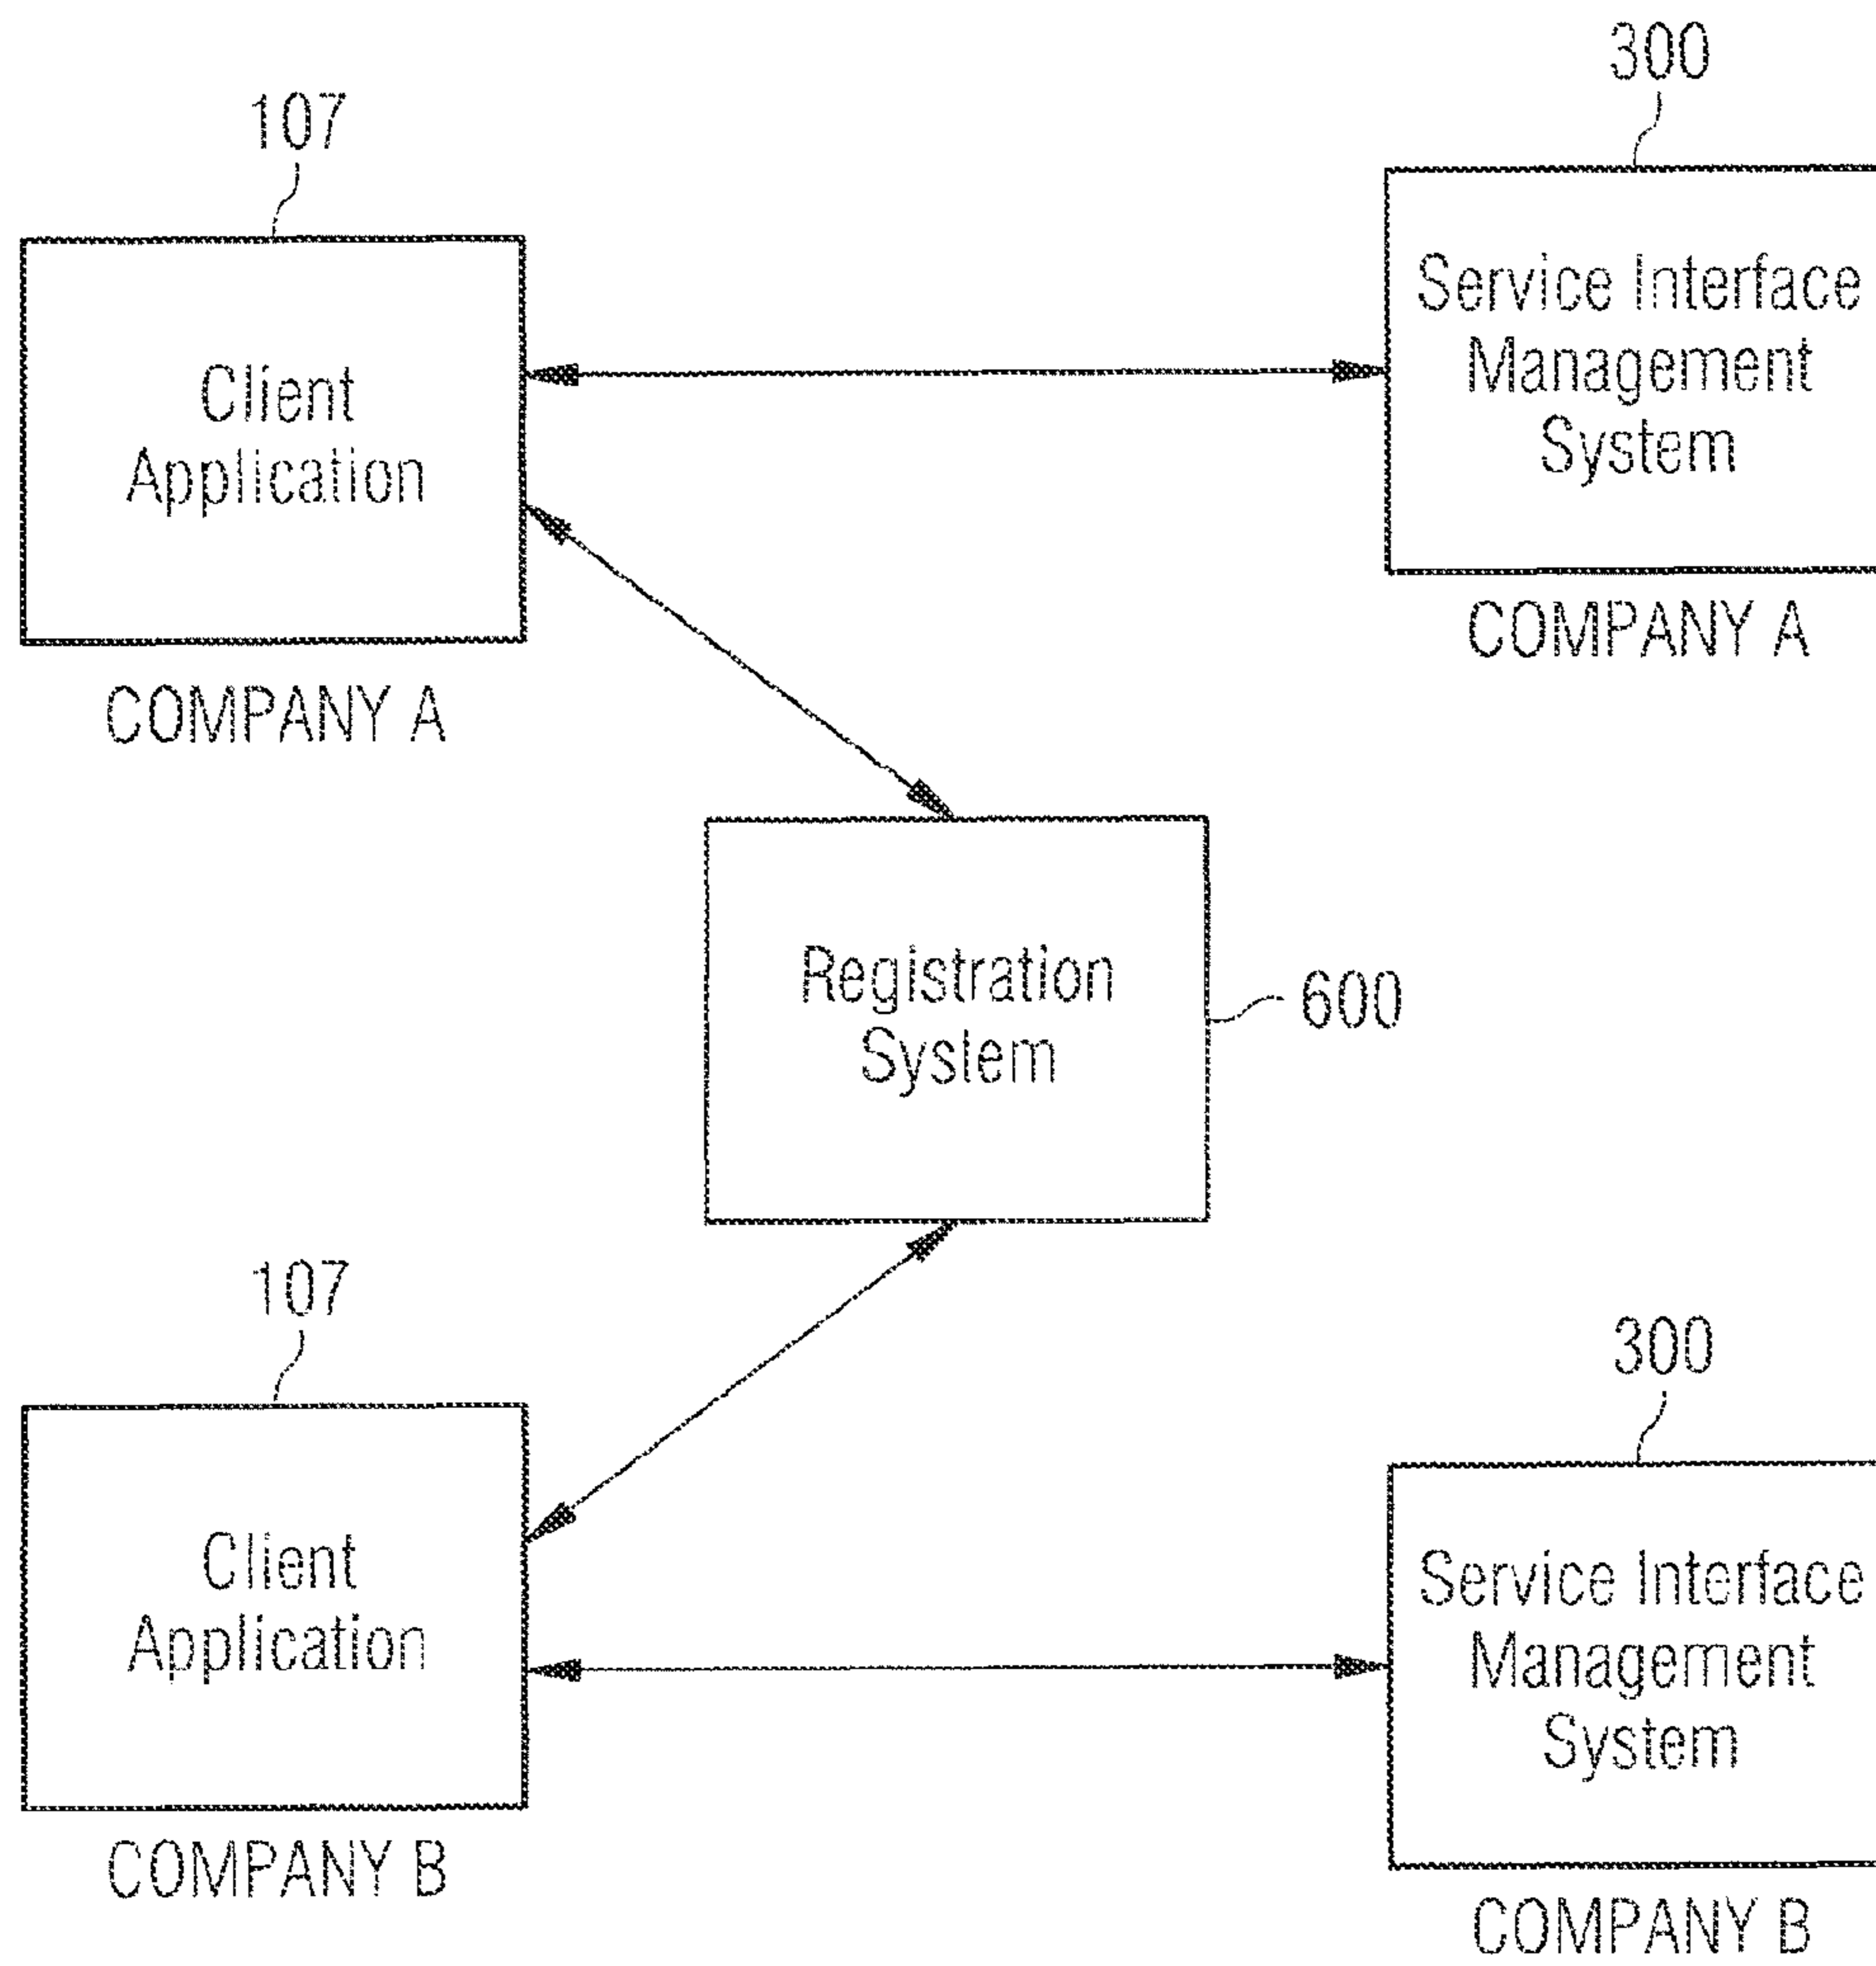 300
107
Service Interface
Management
System
Client
Application
COMPANY A
COMPANY A
Registration
System
600
107
300
Client
Application
Service Interface
Management
System
COMPANY B
COMPANY B